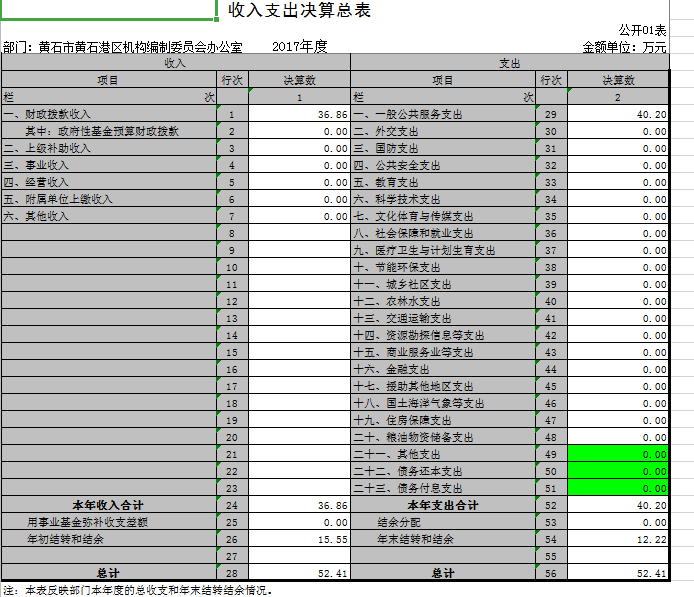 收入支出决算总表
公开01表
部门：黄石市黄石港区机构编制委员会办公室 2017年度 金额单位：万元
收入 支出
项目 行次 决算数 项目 行次 决算数
栏 次 1 栏 次 2
一、财政拨款收入 1 36.86 一、一般公共服务支出 29 40.20
其中：政府性基金预算财政拨款 2 0.00 二、外交支出 30 0.00
二、上级补助收入 3 0.00 三、国防支出 31 0.00
三、事业收入 4 0.00 四、公共安全支出 32 0.00
四、经营收入 5 0.00 五、教育支出 33 0.00
五、附属单位上缴收入 6 0.00 六、科学技术支出 34 0.00
六、其他收入 7 0.00 七、文化体育与传媒支出 35 0.00
8 八、社会保障和就业支出 36 0.00
9 九、医疗卫生与计划生育支出 37 0.00
10 十、节能环保支出 38 0.00
11 十一、城乡社区支出 39 0.00
12 十二、农林水支出 40 0.00
13 十三、交通运输支出 41 0.00
14 十四、资源勘探信息等支出 42 0.00
15 十五、商业服务业等支出 43 0.00
16 十六、金融支出 44 0.00
17 十七、援助其他地区支出 45 0.00
18 十八、国土海洋气象等支出 46 0.00
19 十九、住房保障支出 47 0.00
20 二十、粮油物资储备支出 48 0.00
21 二十一、其他支出 49 0.00
22 二十二、债务还本支出 50 0.00
23 二十三、债务付息支出 51 0.00
本年收入合计 24 36.86 本年支出合计 52 40.20
用事业基金弥补收支差额 25 0.00 结余分配 53 0.00
年初结转和结余 26 15.55 年末结转和结余 54 12.22
27 55
总计 28 52.41 总计 56 52.41
注：本表反映部门本年度的总收支和年末结转结余情况。